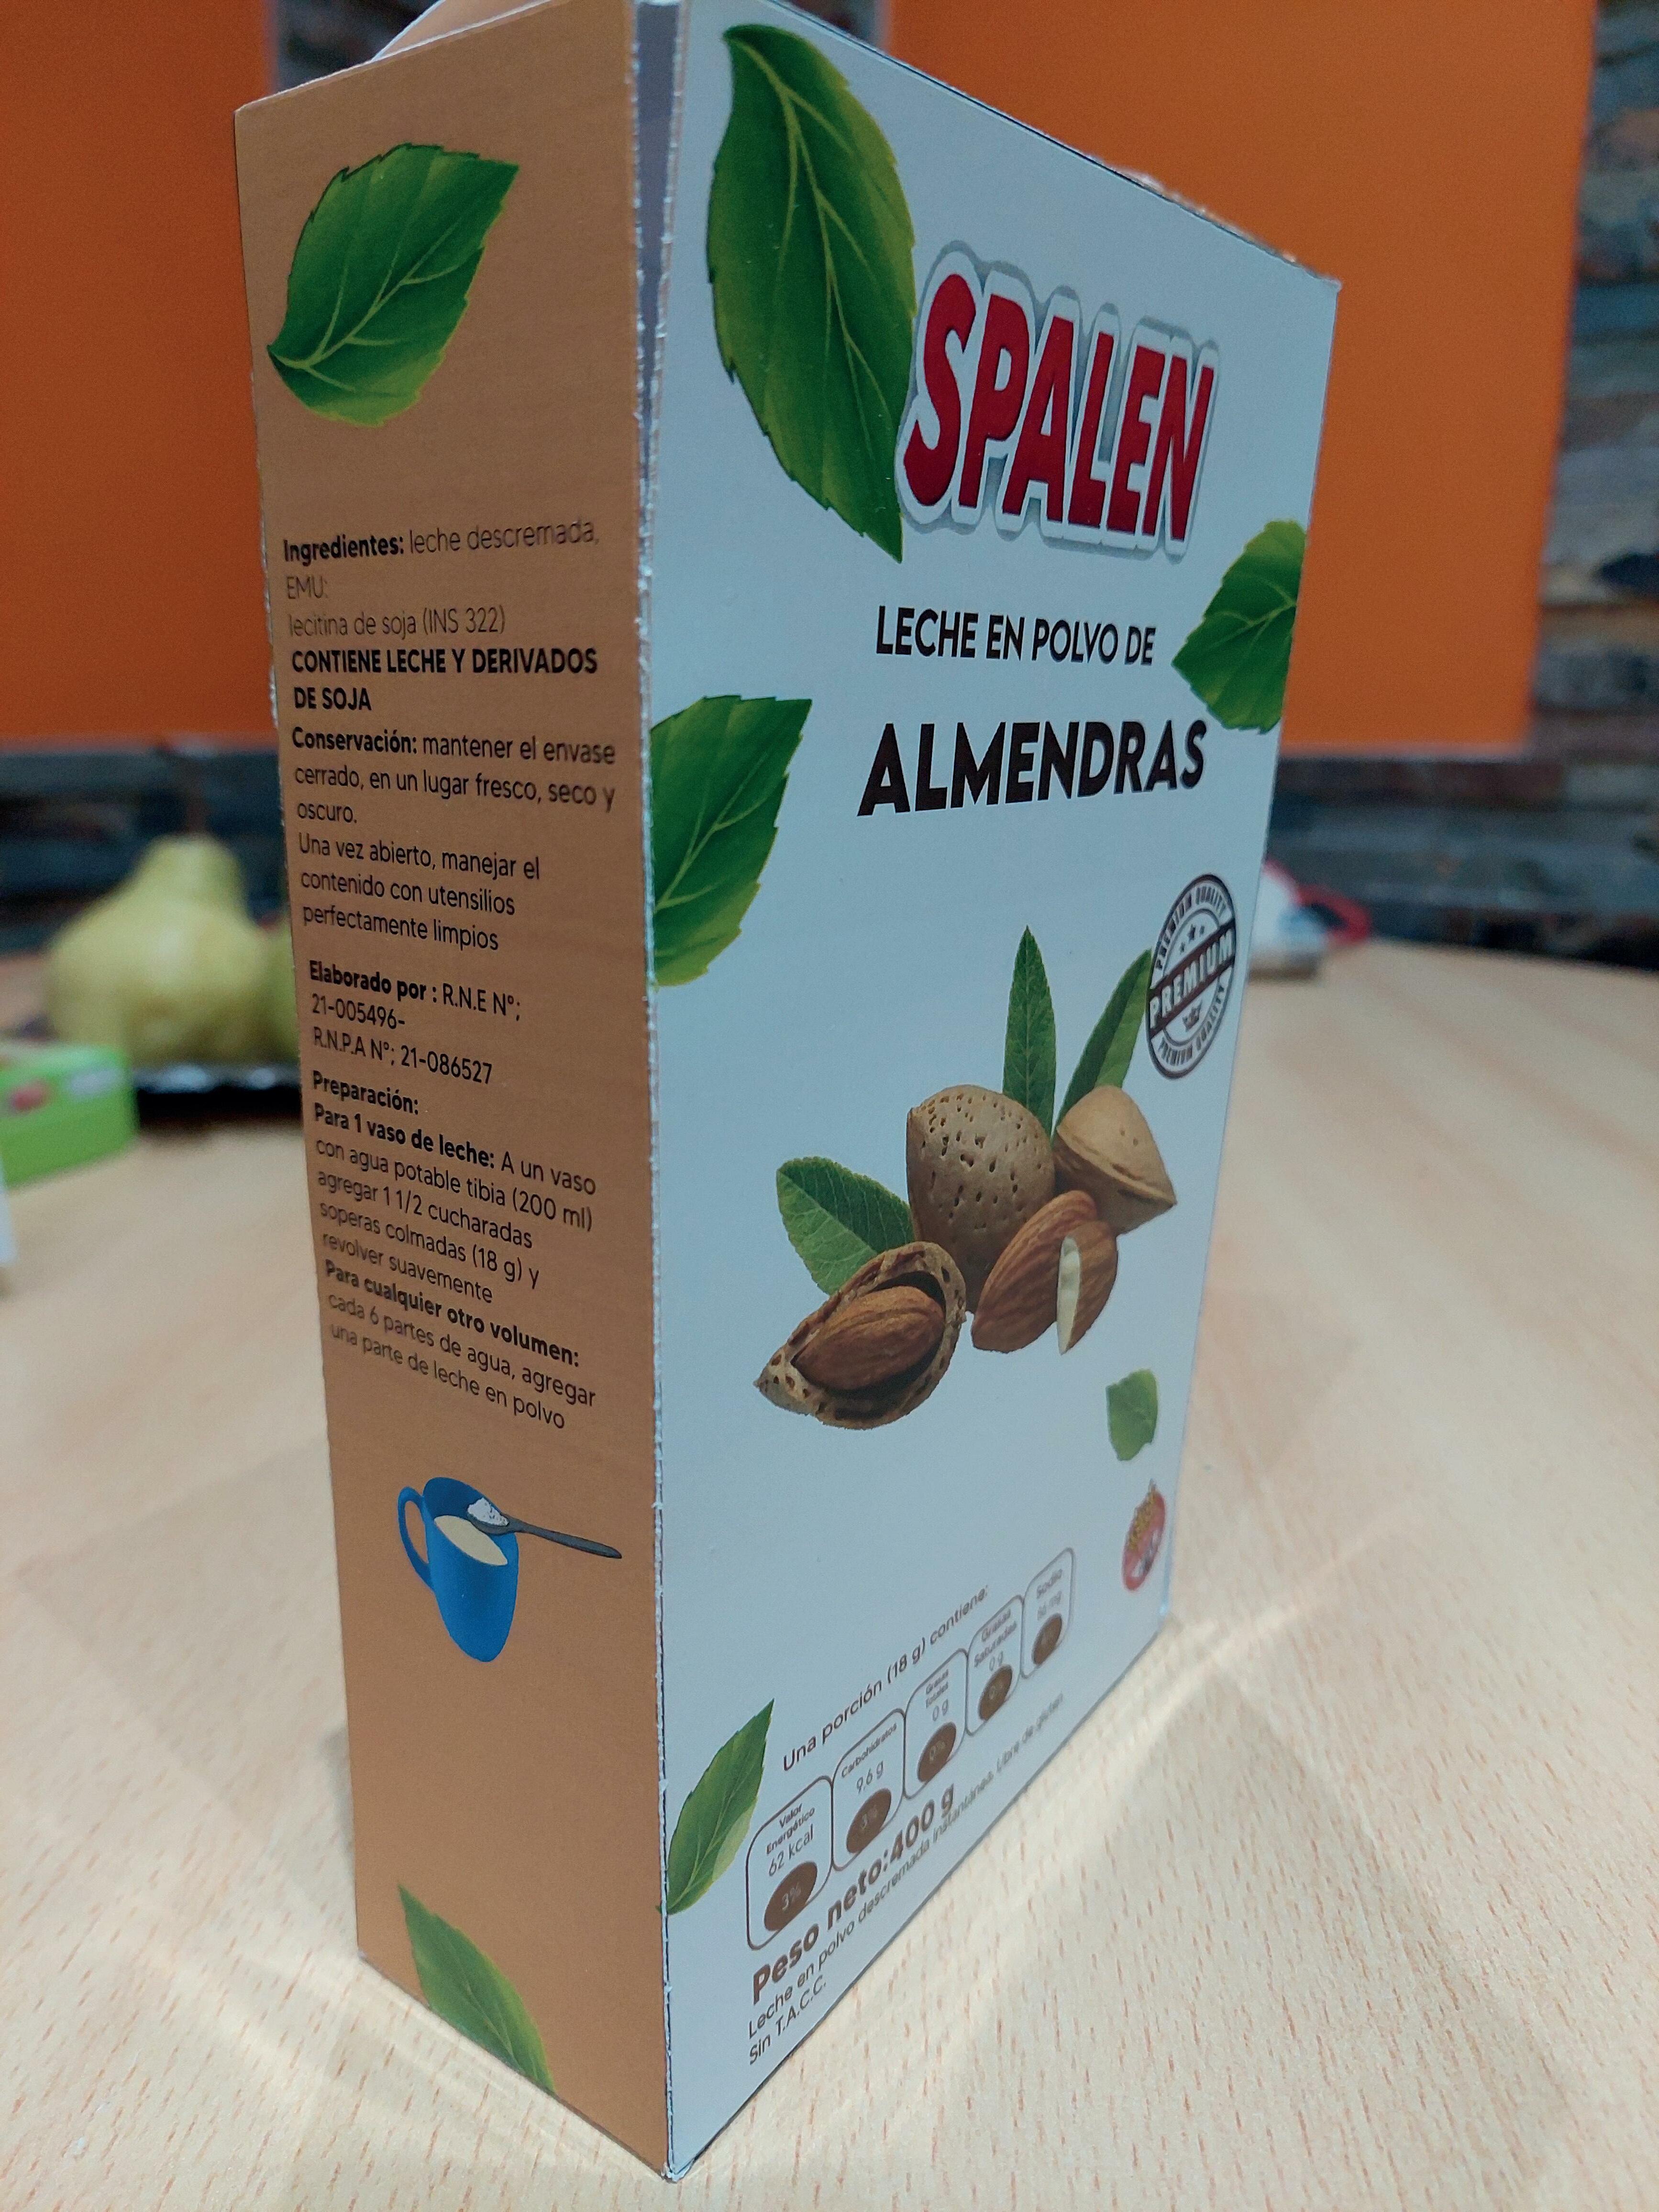 Ingredientes: leche descremada,
EMU:
lecitina de soja (INS 322)
CONTIENE LECHE Y DERIVADOS
DE SOJA
Conservación: mantener el envase
cerrado, en un lugar fresco, seco y
oscuro.
Una vez abierto, manejar el
contenido con utensilios
perfectamente limpios
Elaborado por : R.N.E N°;
21-005496-
R.N.P.A N°; 21-086527
Preparación:
Para 1 vaso de leche: A un vaso
con agua potable tibia (200 ml)
agregar 1 1/2 cucharadas
soperas colmadas (18 g) y
revolver suavemente
Para cualquier otro volumen:
cada 6 partes de agua, agregar
una parte de leche en polvo
SPALEN
LECHE EN POLVO DE
ALMENDRAS
PREMIUM QUALITY
PREMIUM
PREMIUM QUALITY
Una porción (18 g) contiene:
Valor
Energético
62 kcal
3%
Carbohidratos
9,6 g
3%
Grasas
Totales
0 g
0%
Grasas
Saturadas
0 g
0%
Sodio
mg
Peso neto:400 g
Leche en polvo descremada instantánea. Libre de gluten
Sin T.A.C.C.